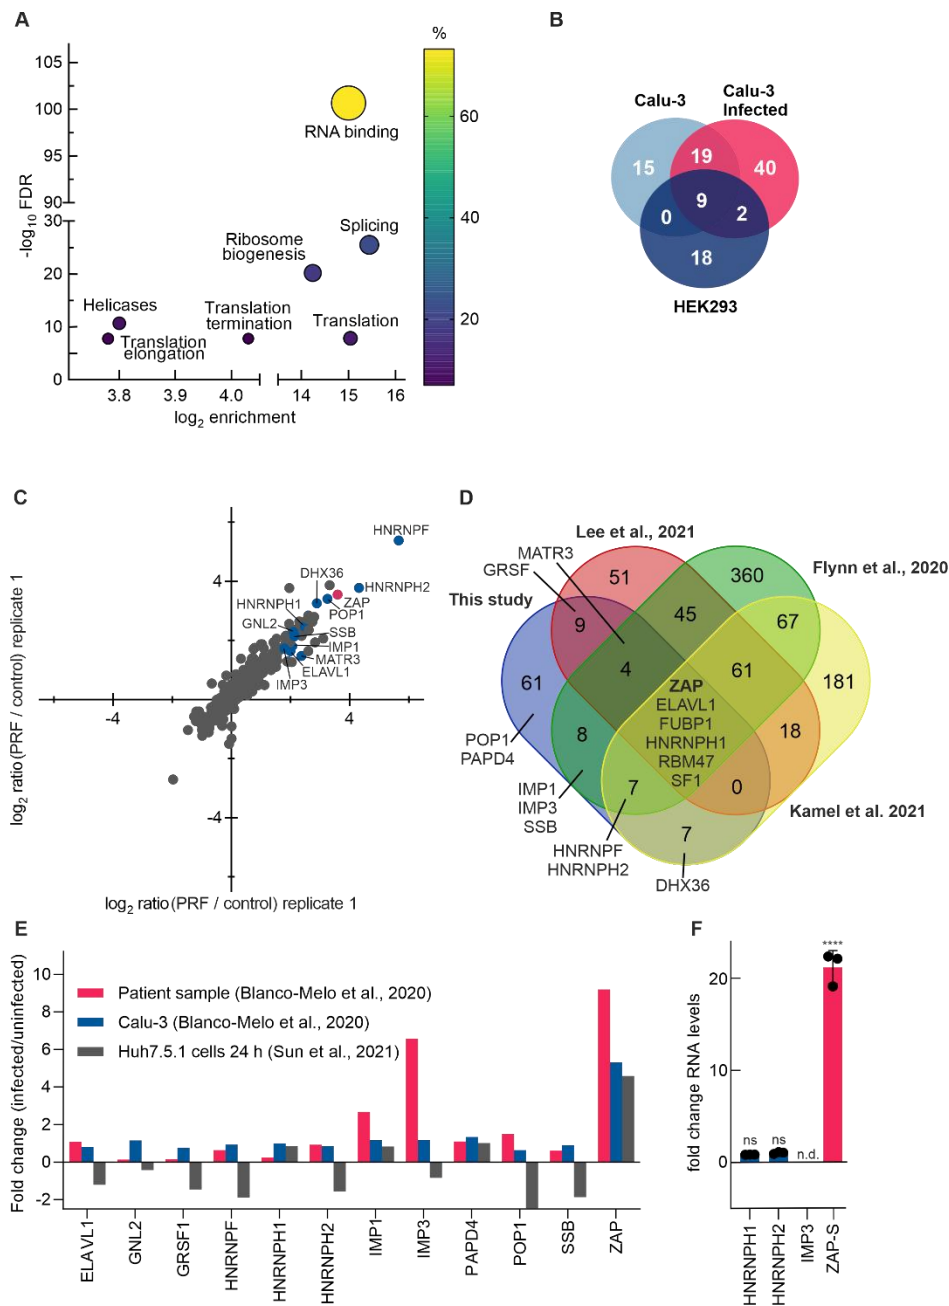 A
%
105
100
95
90
30
20
10
0
-log10 FDR
RNA binding
Splicing
Ribosome
biogenesis
Helicases
Translation
termination
Translation
Translation
elongation
3.8
3.9
4.0
14
15
16
log2 enrichment
60
40
20
B
Calu-3
Calu-3
Infected
15
19
40
9
0
2
18
HEK293
C
log2 ratio (PRF / control) replicate 1
HNRNPF
4
DHX36
HNRNPH2
HNRNPH1
ZAP
POP1
GNL2
SSB
IMP1
MATR3
ELAVL1
IMP3
-4
4
-4
log2 ratio (PRF / control) replicate 1
D
Lee et al., 2021
MATR3
GRSF
Flynn et al., 2020
This study
51
360
9
45
67
61
4
61
181
ZAP
ELAVL1
FUBP1
HNRNPH1
RBM47
SF1
POP1
PAPD4
8
18
IMP1
IMP3
SSB
7
0
Kamel et al. 2021
HNRNPF
HNRNPH2
7
DHX36
E
Fold change (infected/uninfected)
10
8
6
4
2
0
-2
Patient sample (Blanco-Melo et al., 2020)
Calu-3 (Blanco-Melo et al., 2020)
Huh7.5.1 cells 24 h (Sun et al., 2021)
ELAVL1
GNL2
GRSF1
HNRNPF
HNRNPH1
HNRNPH2
IMP1
IMP3
PAPD4
POP1
SSB
ZAP
F
fold change RNA levels
20
10
0
ns
ns
n.d.
****
HNRNPH1
HNRNPH2
IMP3
ZAP-S